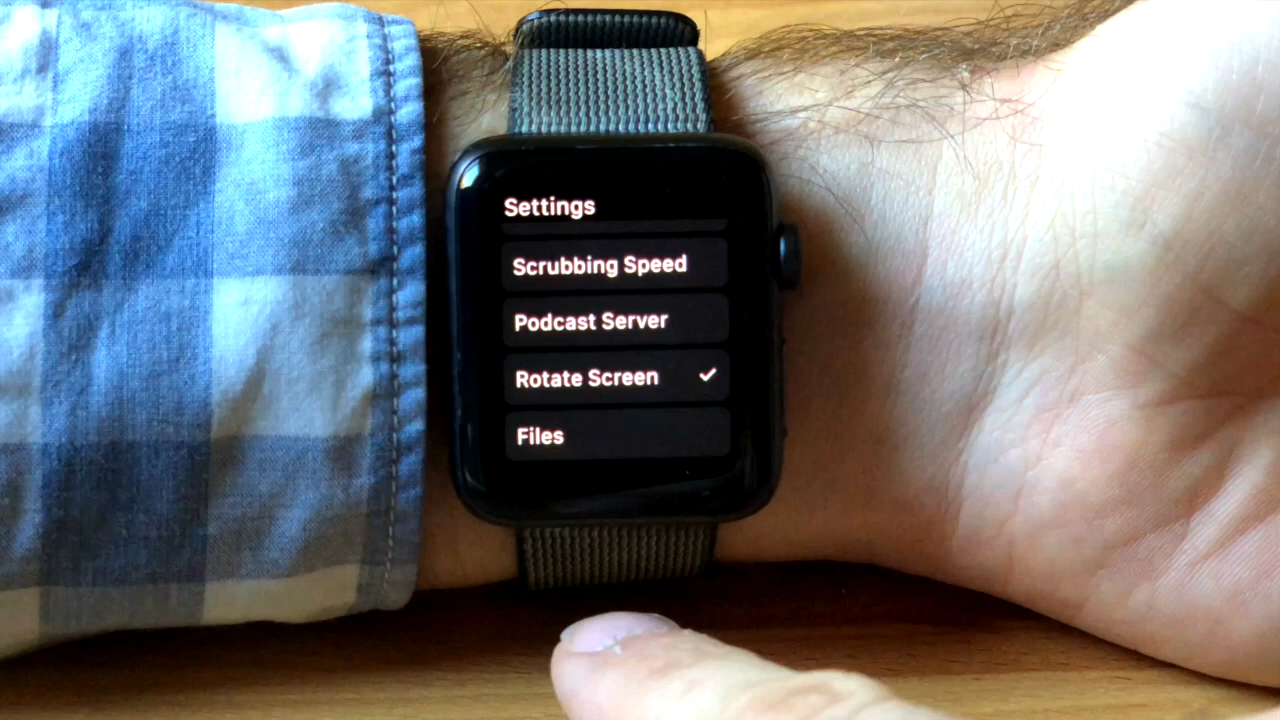 Settings
Scrubbing Speed
Podcast Server
Rotate Screen
Files